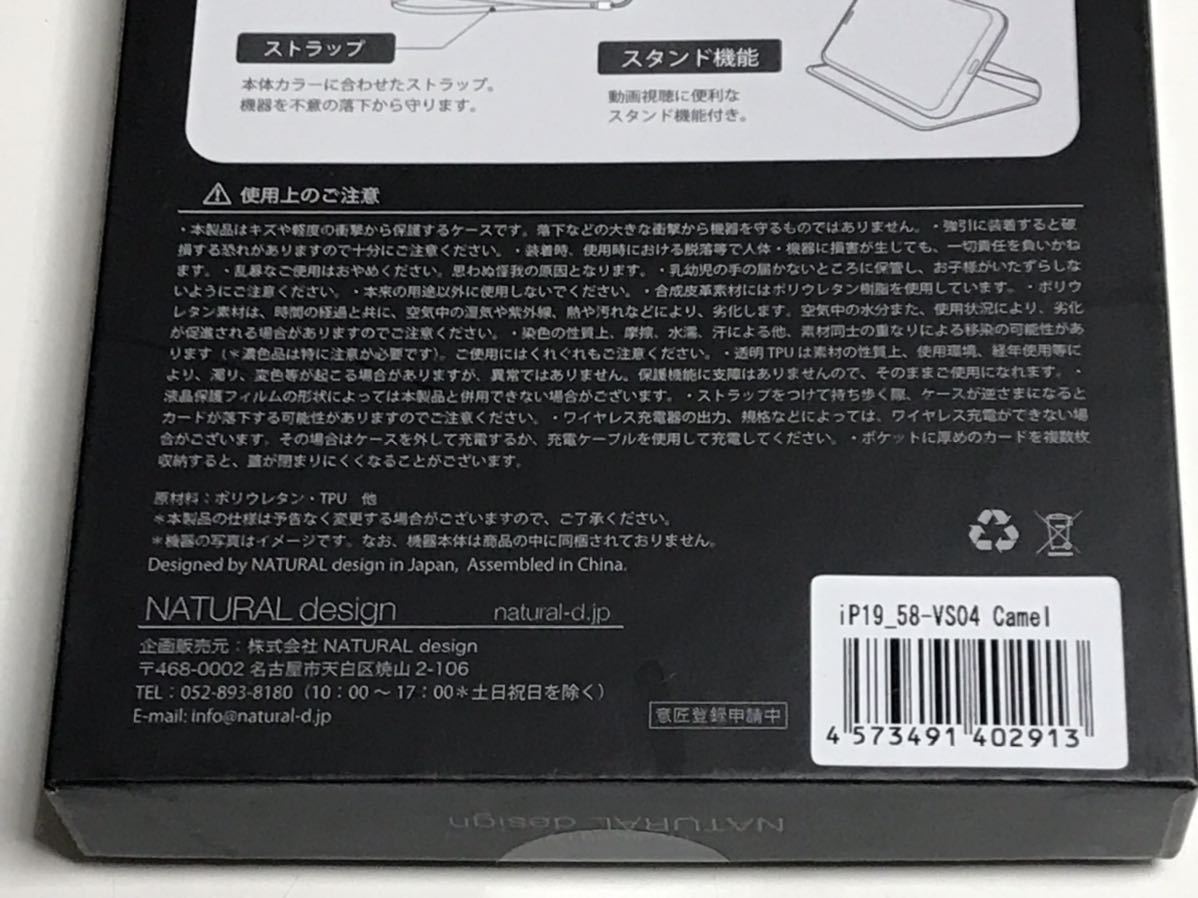 ストラップ
本体カラーに合わせたストラップ。
機器を不意の落下から守ります。
スタンド機能
動画視聴に便利な
スタンド機能付き。
⚠ 使用上のご注意
・本製品はキズや軽度の衝撃から保護するケースです。落下などの大きな衝撃から機器を守るものではありません。・強引に装着すると破
損する恐れがありますので十分にご注意ください。・装着時、使用時における脱落等で人体・機器に損害が生じても、一切責任を負いかね
ます。・乱暴なご使用はおやめください。思わぬ怪我の原因となります。・乳幼児の手の届かないところに保管し、お子様がいたずらしな
いようにご注意ください。・本来の用途以外に使用しないでください。・合成皮革素材にはポリウレタン樹脂を使用しています。・ポリウ
レタン素材は、時間の経過と共に、空気中の湿気や紫外線、熱や汚れなどにより、劣化します。空気中の水分また、使用状況により、劣化
が促進される場合がありますのでご注意ください。・染色の性質上、摩擦、水濡、汗による他、素材同士の重なりによる移染の可能性があ
ります（＊濃色品は特に注意が必要です）。ご使用にはくれぐれもご注意ください。・透明 TPU は素材の性質上、使用環境、経年使用等に
より、濁り、変色等が起こる場合がありますが、異常ではありません。保護機能に支障はありませんので、そのままご使用になれます。・
液晶保護フィルムの形状によっては本製品と併用できない場合がございます。・ストラップをつけて持ち歩く際、ケースが逆さまになると
カードが落下する可能性がありますのでご注意ください。・ワイヤレス充電器の出力、規格などによっては、ワイヤレス充電ができない場
合がございます。その場合はケースを外して充電するか、充電ケーブルを使用して充電してください。・ポケットに厚めのカードを複数枚
収納すると、蓋が閉まりにくくなることがございます。
原材料：ポリウレタン・TPU 他
＊本製品の仕様は予告なく変更する場合がございますので、ご了承ください。
＊機器の写真はイメージです。なお、機器本体は商品の中に同梱されておりません。
Designed by NATURAL design in Japan, Assembled in China.
NATURAL design natural-d.jp
企画販売元：株式会社 NATURAL design
〒468-0002 名古屋市天白区焼山 2-106
TEL：052-893-8180（10：00～17：00＊土日祝日を除く）
E-mail: info@natural-d.jp
意匠登録申請中
iP19_58-VS04 Camel
4 573491 402913
NATURAL design